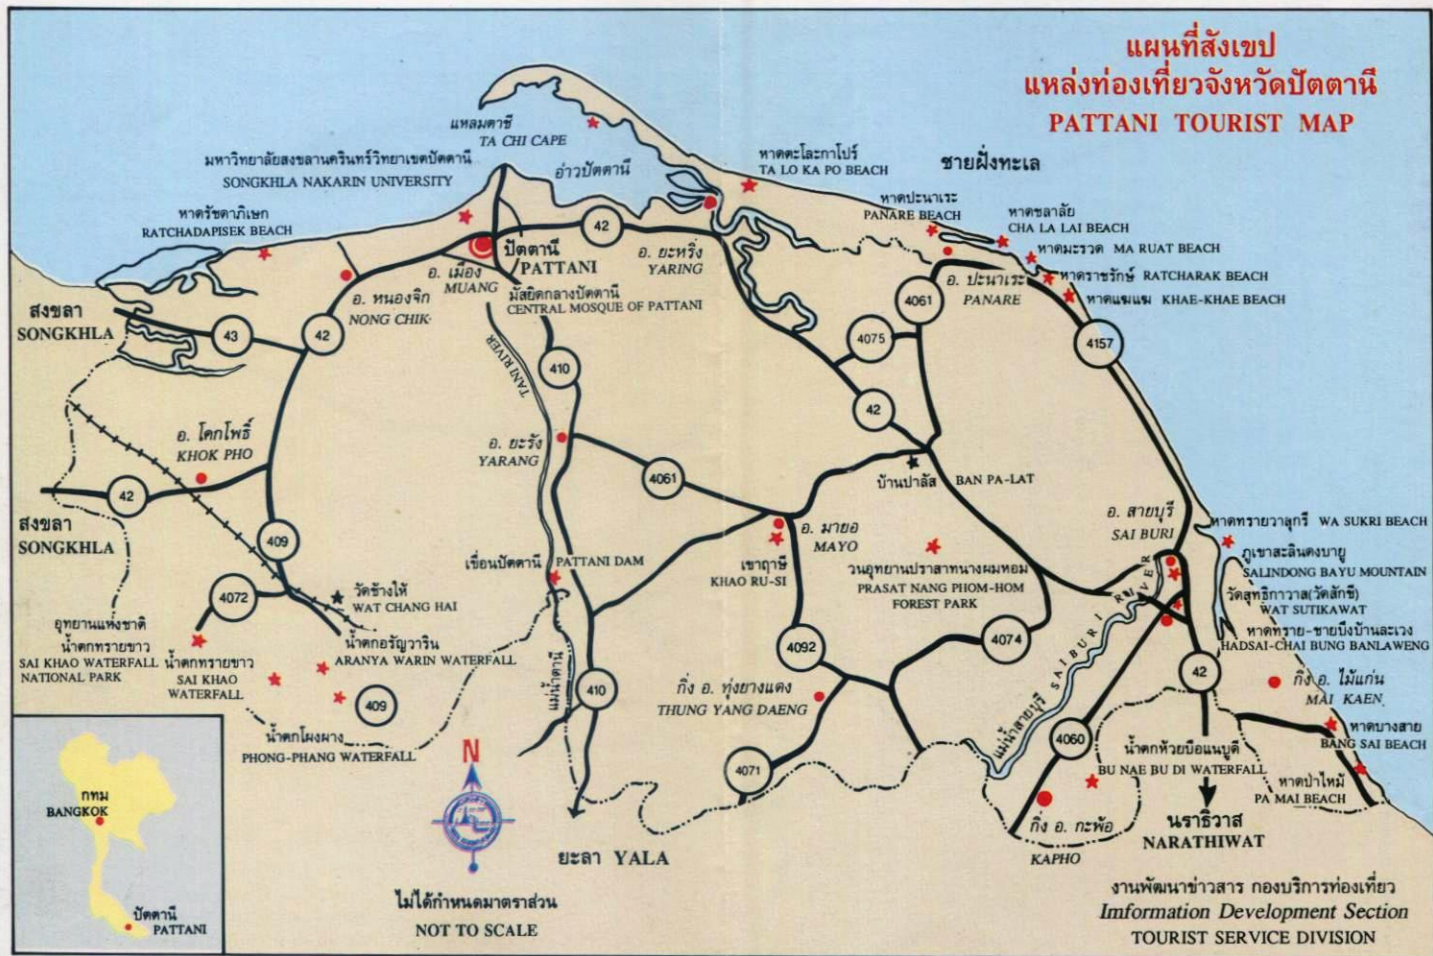 แผนที่สังเขป
แหล่งท่องเที่ยวจังหวัดปัตตานี
PATTANI TOURIST MAP
แหลมตาชี
TA CHI CAPE
มหาวิทยาลัยสงขลานครินทร์วิทยาเขตปัตตานี
SONGKHLA NAKARIN UNIVERSITY
อ่าวปัตตานี
หาดตะโละกาโปร์
TA LO KA PO BEACH
ชายฝั่งทะเล
หาดรัชดาภิเษก
RATCHADAPISEK BEACH
หาดปะนาเระ
PANARE BEACH
หาดชลาลัย
CHA LA LAI BEACH
หาดมะรวด MA RUAT BEACH
หาดราชรักษ์ RATCHARAK BEACH
หาดแฆแฆ KHAE-KHAE BEACH
42
ปัตตานี
PATTANI
อ. เมือง
MUANG
อ. ยะหริ่ง
YARING
อ. ปะนาเระ
PANARE
อ. หนองจิก
NONG CHIK
มัสยิดกลางปัตตานี
CENTRAL MOSQUE OF PATTANI
สงขลา
SONGKHLA
43
42
TANI RIVER
410
4061
4075
4157
42
อ. โคกโพธิ์
KHOK PHO
อ. ยะรัง
YARANG
4061
บ้านปาลัส BAN PA-LAT
42
สงขลา
SONGKHLA
409
อ. มายอ
MAYO
เขาฤาษี
KHAO RU-SI
อ. สายบุรี
SAI BURI
หาดทรายวาสุกรี WA SUKRI BEACH
ภูเขาสะลินดงบายู
SALINDONG BAYU MOUNTAIN
วัดสุทธิกาวาส(วัดสักขี)
WAT SUTIKAWAT
หาดทราย-ชายบึงบ้านละเวง
HADSAI-CHAI BUNG BANLAWENG
เขื่อนปัตตานี PATTANI DAM
วนอุทยานปราสาทนางผมหอม
PRASAT NANG PHOM-HOM
FOREST PARK
4072
วัดช้างให้
WAT CHANG HAI
อุทยานแห่งชาติ
น้ำตกทรายขาว
SAI KHAO WATERFALL
NATIONAL PARK
น้ำตกทรายขาว
SAI KHAO
WATERFALL
น้ำตกอรัญวาริน
ARANYA WARIN WATERFALL
409
น้ำตกโผงผาง
PHONG-PHANG WATERFALL
แม่น้ำตานี
410
4092
4074
กิ่ง อ. ทุ่งยางแดง
THUNG YANG DAENG
4071
แม่น้ำสายบุรี SAIBURI RIVER
42
กิ่ง อ. ไม้แก่น
MAI KAEN
4060
น้ำตกห้วยบือแนบูดี
BU NAE BU DI WATERFALL
หาดบางสาย
BANG SAI BEACH
หาดป่าไหม้
PA MAI BEACH
กิ่ง อ. กะพ้อ
KAPHO
นราธิวาส
NARATHIWAT
กทม
BANGKOK
ปัตตานี
PATTANI
N
ยะลา YALA
ไม่ได้กำหนดมาตราส่วน
NOT TO SCALE
งานพัฒนาข่าวสาร กองบริการท่องเที่ยว
Imformation Development Section
TOURIST SERVICE DIVISION